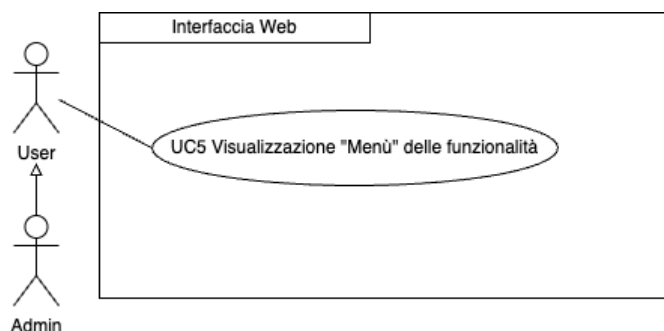 Interfaccia Web
UC5 Visualizzazione "Menù" delle funzionalità
User
Admin